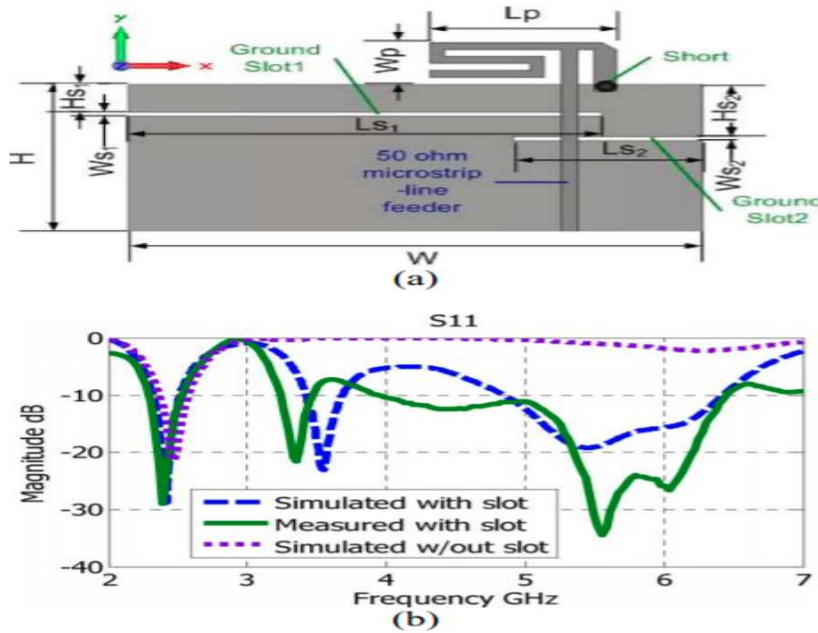 y
z
x
Ground
Slot1
Wp
Lp
Short
Hs1
Hs2
H
Ws1
Ls1
Ls2
Ws2
50 ohm
microstrip
-line
feeder
Ground
Slot2
W
(a)
S11
Magnitude dB
0
-10
-20
-30
-40
Simulated with slot
Measured with slot
Simulated w/out slot
2 3 4 5 6 7
Frequency GHz
(b)